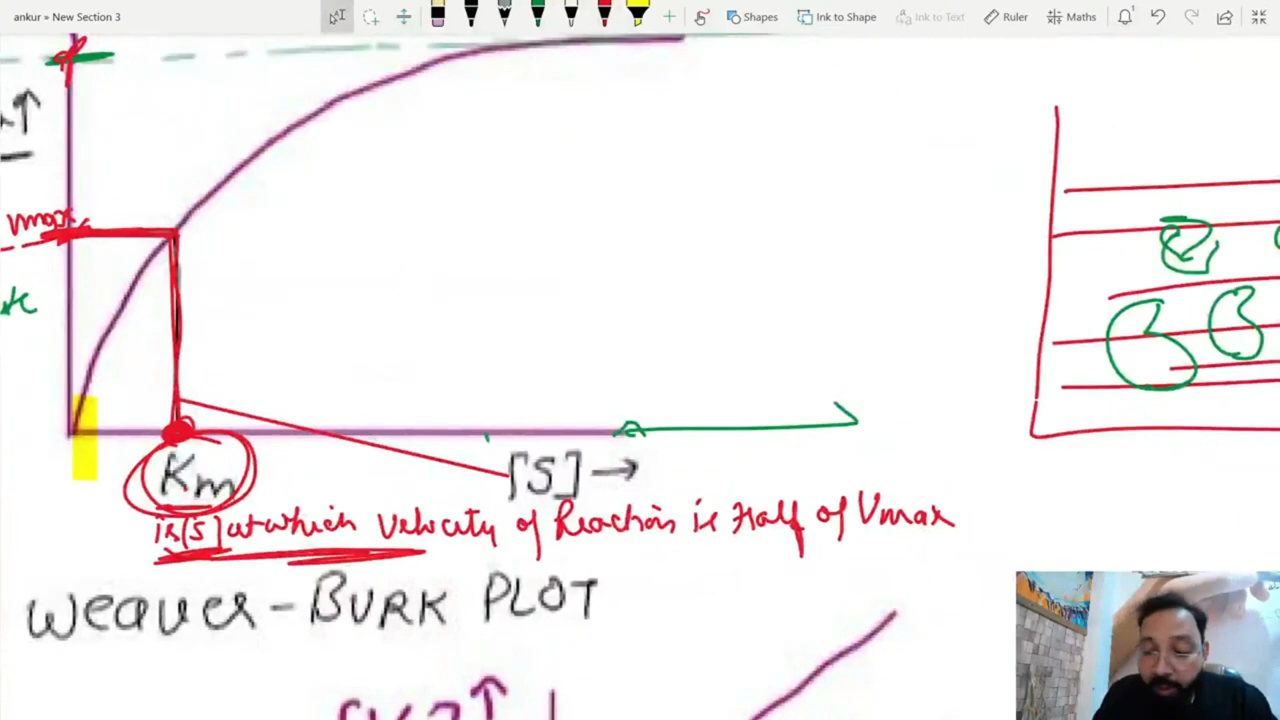 ankur » New Section 3
Shapes
Ink to Shape
Ink to Text
Ruler
Maths
Vmax
Km
[S] →
is [S] at which velocity of Reaction is Half of Vmax
WEAVER-BURK PLOT